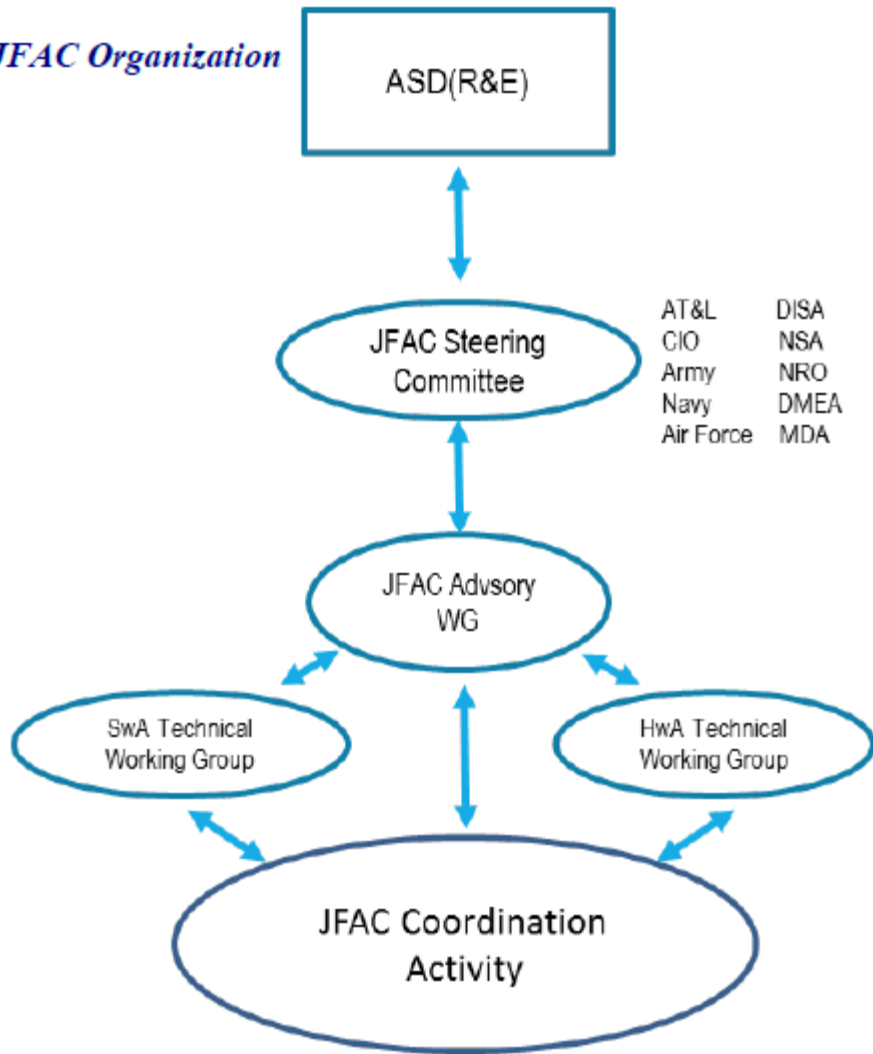 JFAC Organization
ASD(R&E)
JFAC Steering
Committee
AT&L DISA
CIO NSA
Army NRO
Navy DMEA
Air Force MDA
JFAC Advsory
WG
SwA Technical
Working Group
HwA Technical
Working Group
JFAC Coordination
Activity